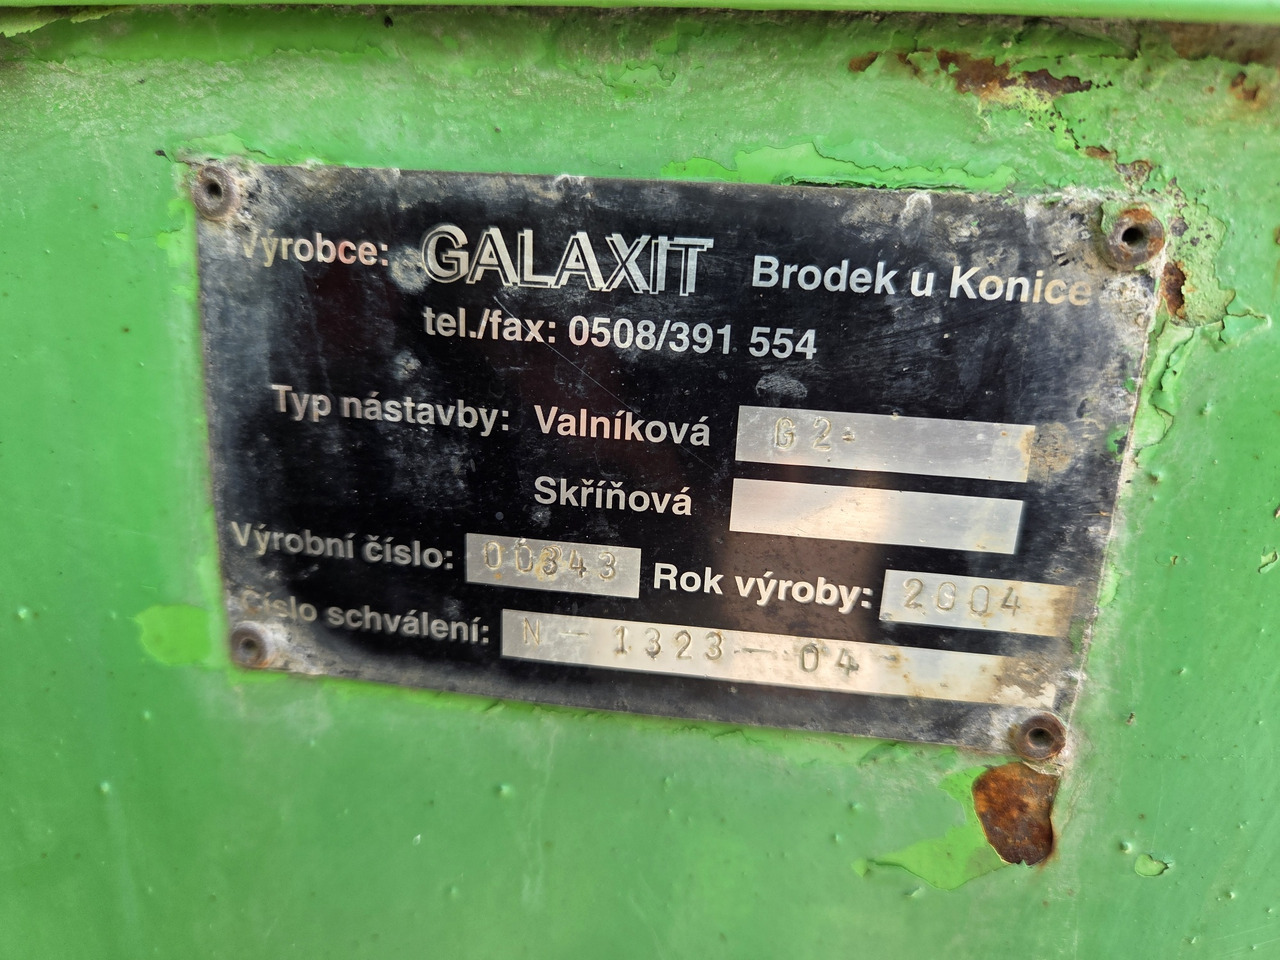 Výrobce: GALAXIT Brodek u Konice
tel./fax: 0508/391 554
Typ nástavby: Valníková G2-
Skříňová
Výrobní číslo: 00343 Rok výroby: 2004
Číslo schválení: N - 1323 - 04 -